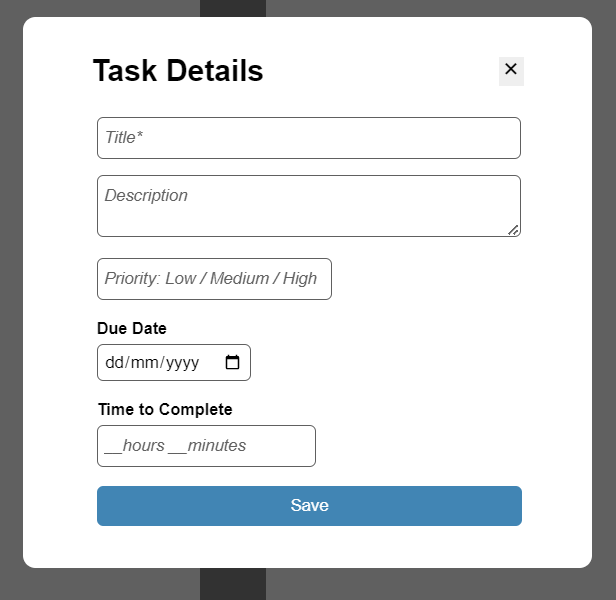 Task Details
Title*
Description
Priority: Low / Medium / High
Due Date
dd/mm/yyyy
Time to Complete
__hours __minutes
Save